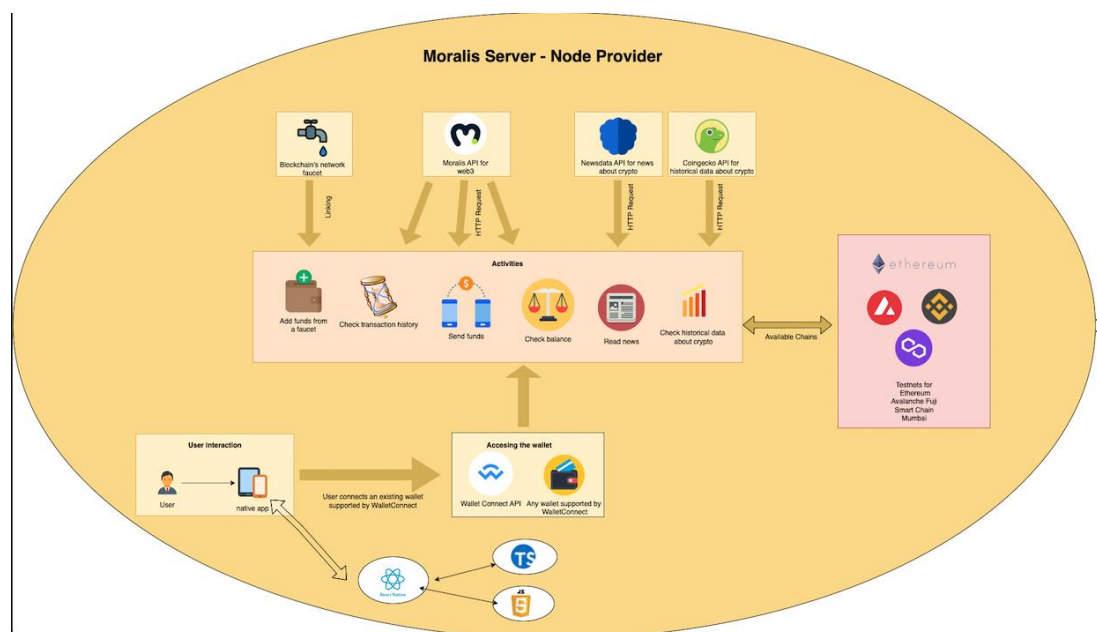 Moralis Server - Node Provider
Blockchain's network
faucet
Moralis API for
web3
Newsdata API for news
about crypto
Coingecko API for
historical data about crypto
Linking
HTTP Request
HTTP Request
HTTP Request
Activities
Add funds from
a faucet
Check transaction history
Send funds
Check balance
Read news
Check historical data
about crypto
Available Chains
ethereum
Testnets for
Ethereum
Avalanche Fuji
Smart Chain
Mumbai
User interaction
User
native app
User connects an existing wallet
supported by WalletConnect
Accesing the wallet
Wallet Connect API
Any wallet supported by
WalletConnect
React Native
TS
JS
5